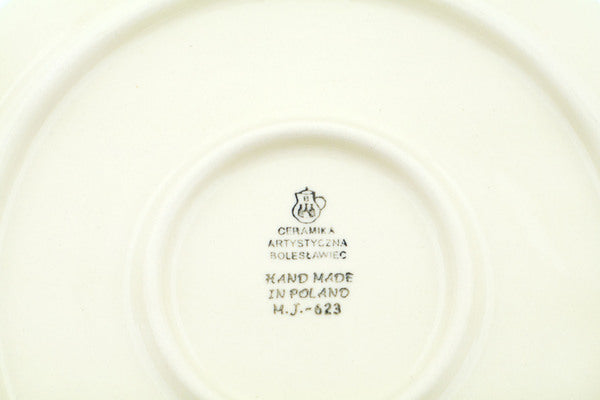 CERAMIKA
ARTYSTYCZNA
BOLESŁAWIEC
HAND MADE
IN POLAND
M.J.-623